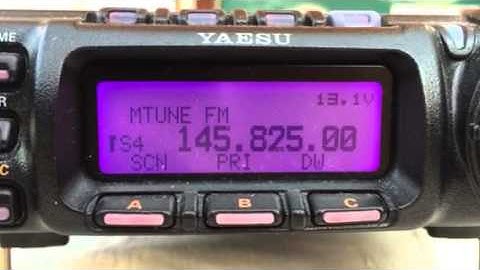 YAESU
13.1V
MTUNE FM
S4 145.825.00
SCN PRI DW
A B C